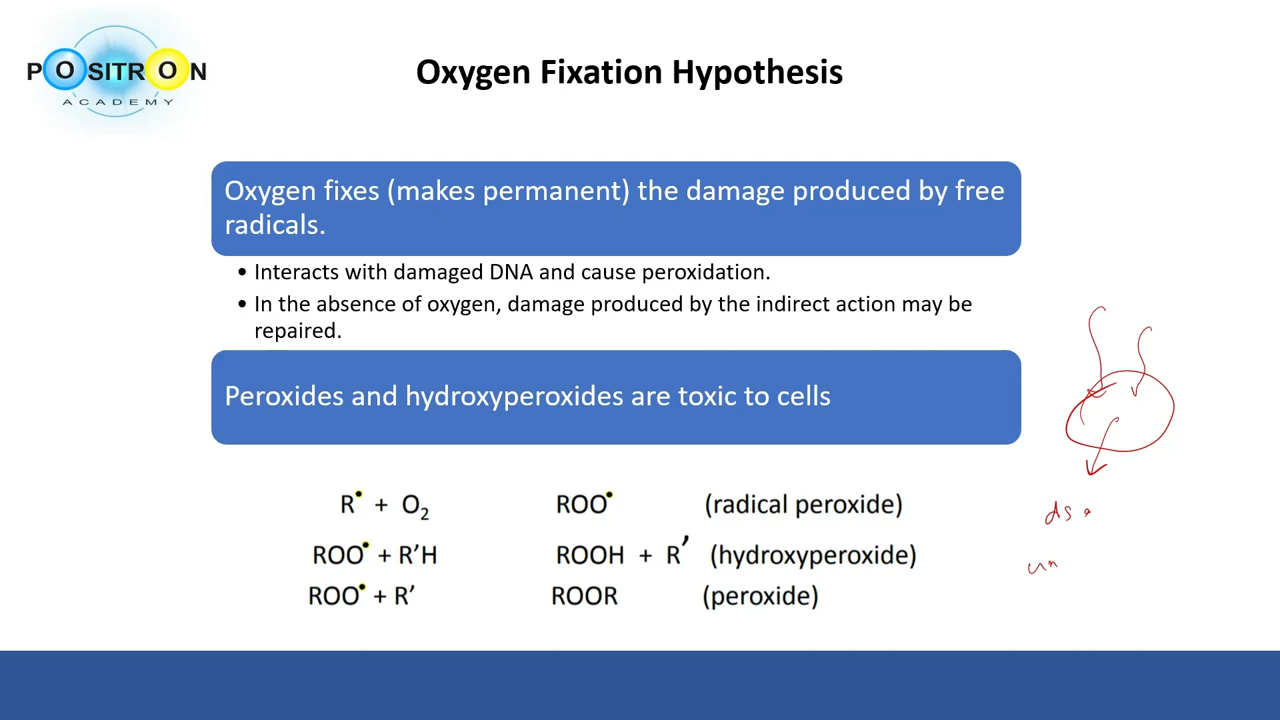 POSITRON
ACADEMY
Oxygen Fixation Hypothesis
Oxygen fixes (makes permanent) the damage produced by free
radicals.
• Interacts with damaged DNA and cause peroxidation.
• In the absence of oxygen, damage produced by the indirect action may be
repaired.
Peroxides and hydroxyperoxides are toxic to cells
R• + O₂ ROO• (radical peroxide)
ROO• + R’H ROOH + R’ (hydroxyperoxide)
ROO• + R’ ROOR (peroxide)
ds